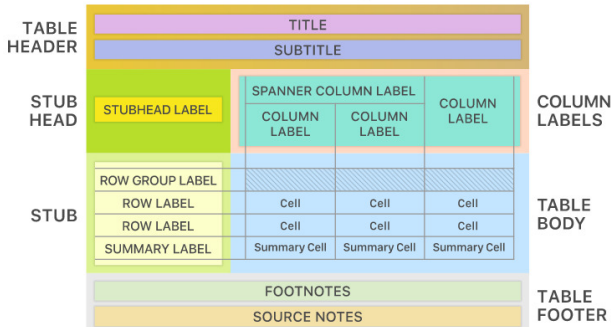 TABLE
HEADER
TITLE
SUBTITLE
STUB
HEAD
STUBHEAD LABEL
SPANNER COLUMN LABEL
COLUMN
LABEL
COLUMN
LABEL
COLUMN
LABEL
COLUMN
LABELS
STUB
ROW GROUP LABEL
ROW LABEL Cell Cell Cell
ROW LABEL Cell Cell Cell
SUMMARY LABEL Summary Cell Summary Cell Summary Cell
TABLE
BODY
FOOTNOTES
SOURCE NOTES
TABLE
FOOTER